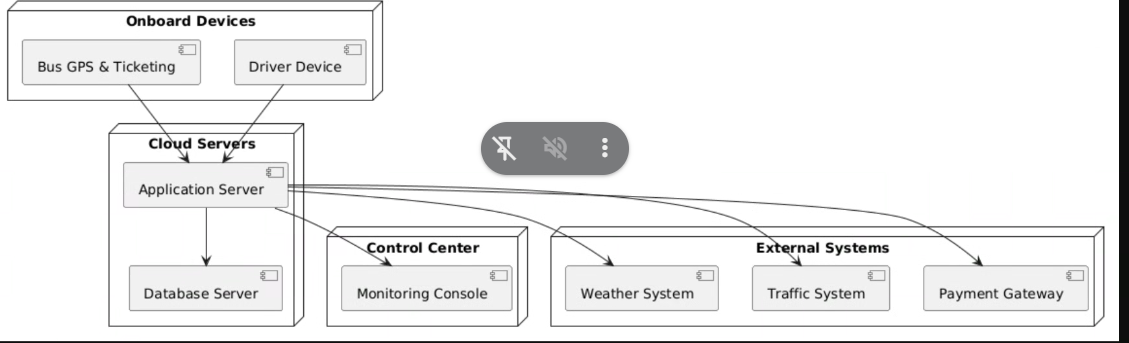 Onboard Devices
Bus GPS & Ticketing
Driver Device
Cloud Servers
Application Server
Database Server
Control Center
Monitoring Console
External Systems
Weather System
Traffic System
Payment Gateway